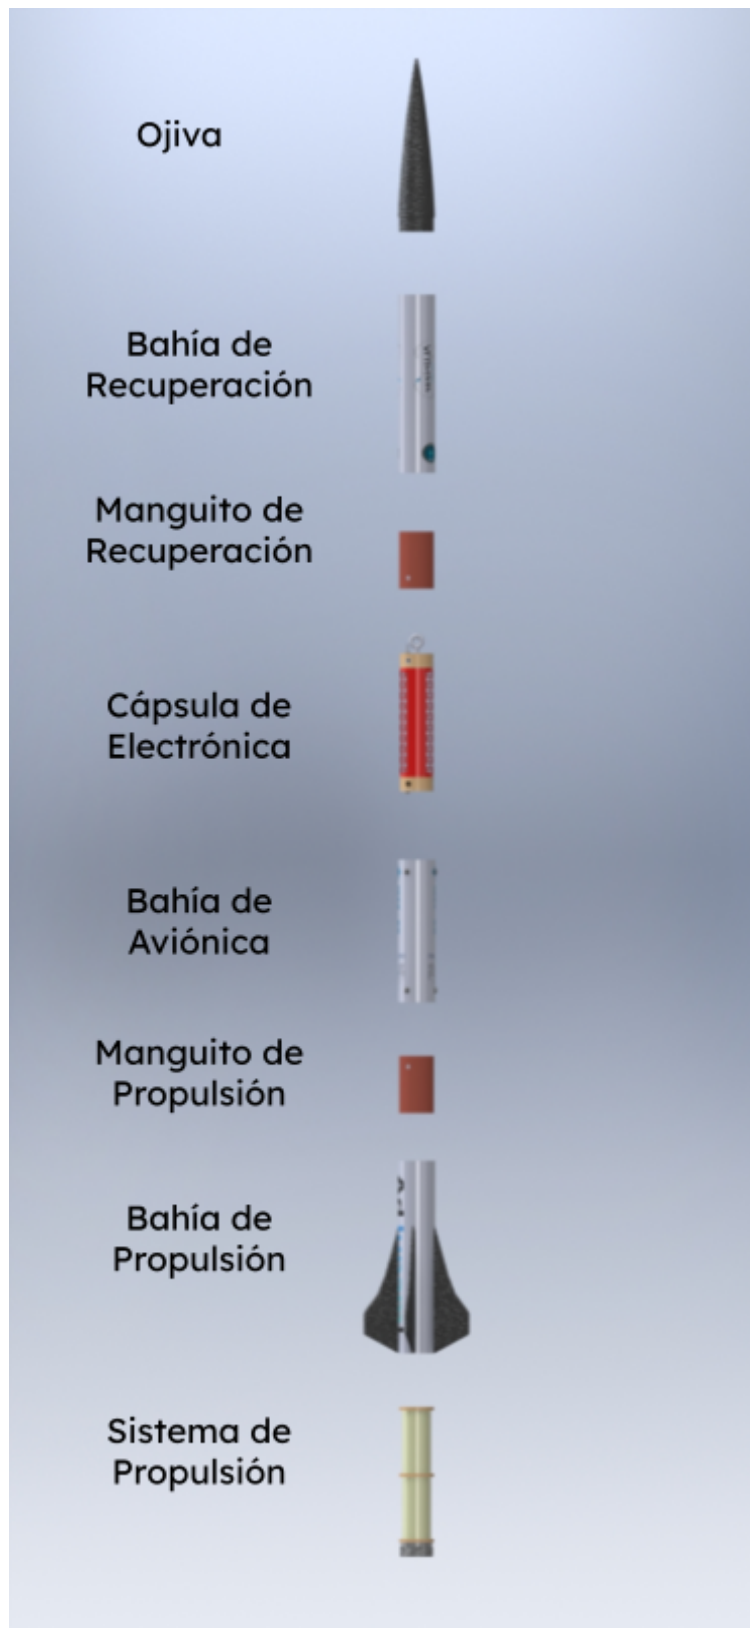 Ojiva
Bahía de
Recuperación
Manguito de
Recuperación
Cápsula de
Electrónica
Bahía de
Aviónica
Manguito de
Propulsión
Bahía de
Propulsión
Sistema de
Propulsión